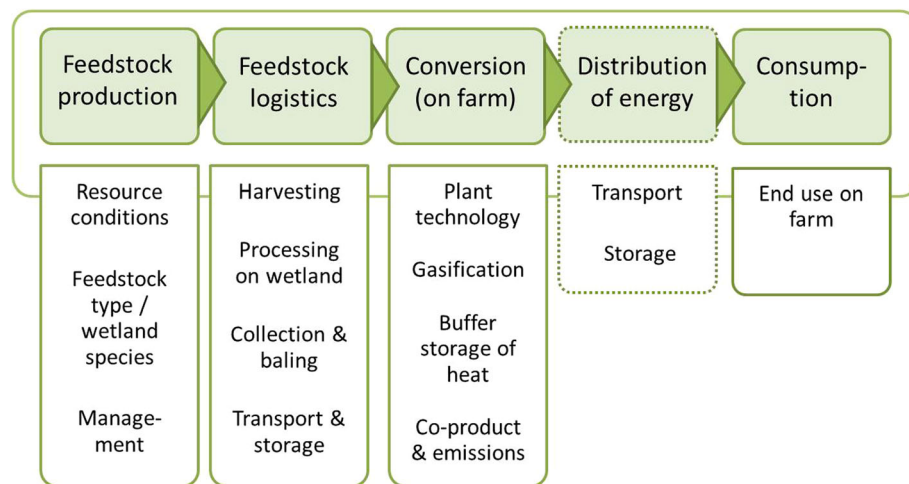 Feedstock
production
Feedstock
logistics
Conversion
(on farm)
Distribution
of energy
Consump-
tion
Resource
conditions
Feedstock
type /
wetland
species
Manage-
ment
Harvesting
Processing
on wetland
Collection &
baling
Transport &
storage
Plant
technology
Gasification
Buffer
storage of
heat
Co-product
& emissions
Transport
Storage
End use on
farm